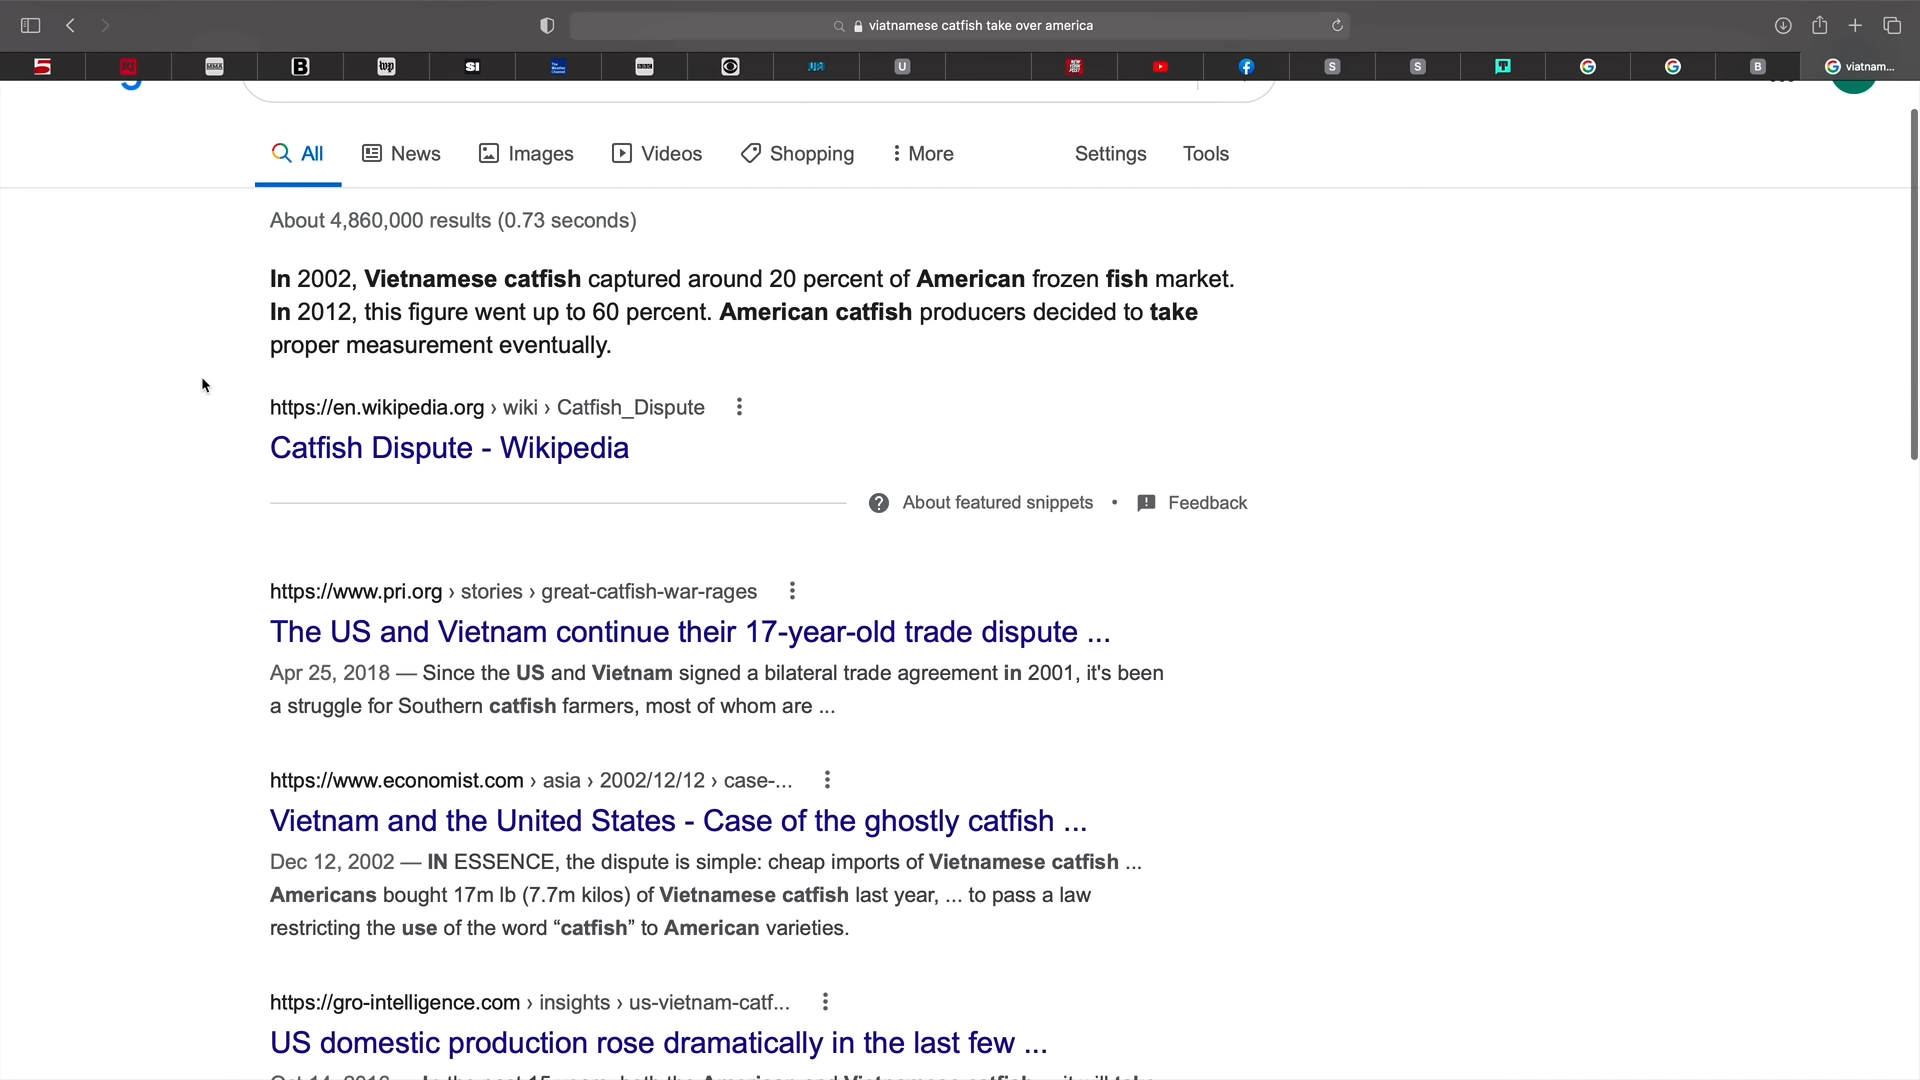 viatnamese catfish take over america
viatnam...
All
News
Images
Videos
Shopping
More
Settings
Tools
About 4,860,000 results (0.73 seconds)
In 2002, Vietnamese catfish captured around 20 percent of American frozen fish market.
In 2012, this figure went up to 60 percent. American catfish producers decided to take
proper measurement eventually.
https://en.wikipedia.org › wiki › Catfish_Dispute
Catfish Dispute - Wikipedia
About featured snippets • Feedback
https://www.pri.org › stories › great-catfish-war-rages
The US and Vietnam continue their 17-year-old trade dispute ...
Apr 25, 2018 — Since the US and Vietnam signed a bilateral trade agreement in 2001, it's been
a struggle for Southern catfish farmers, most of whom are ...
https://www.economist.com › asia › 2002/12/12 › case-...
Vietnam and the United States - Case of the ghostly catfish ...
Dec 12, 2002 — IN ESSENCE, the dispute is simple: cheap imports of Vietnamese catfish ...
Americans bought 17m lb (7.7m kilos) of Vietnamese catfish last year, ... to pass a law
restricting the use of the word “catfish” to American varieties.
https://gro-intelligence.com › insights › us-vietnam-catf...
US domestic production rose dramatically in the last few ...